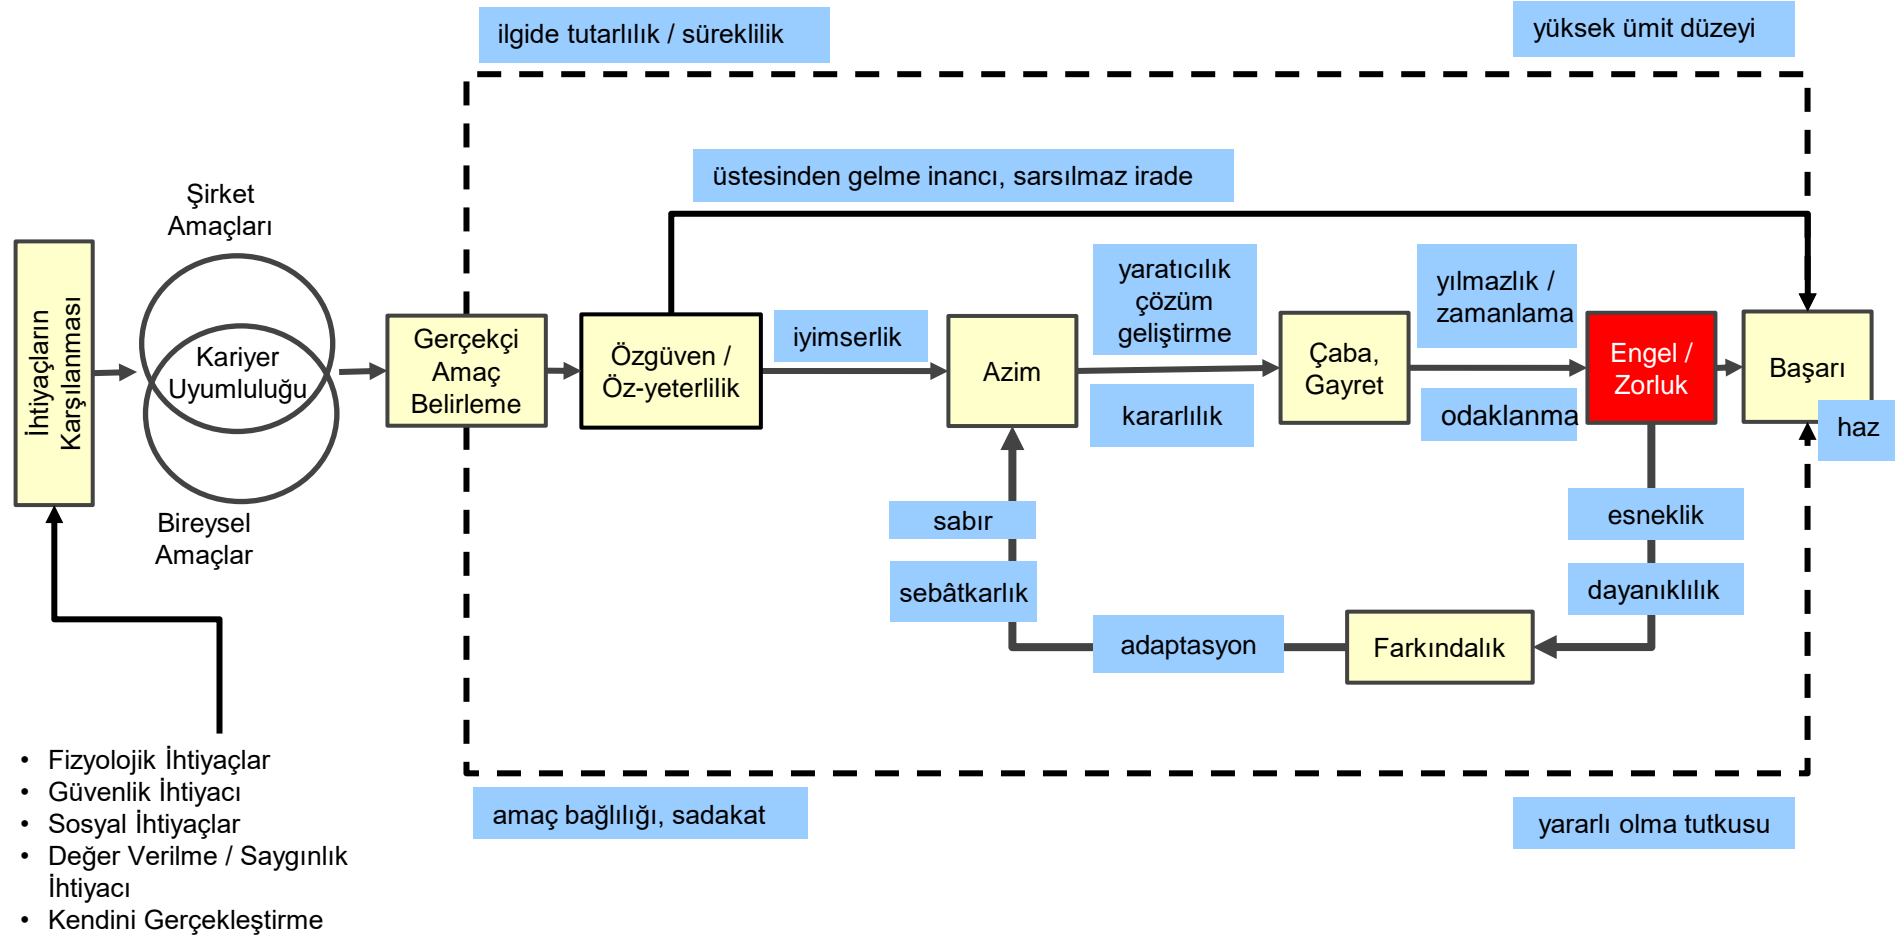 ilgide tutarlılık / süreklilik
yüksek ümit düzeyi
üstesinden gelme inancı, sarsılmaz irade
Şirket
Amaçları
İhtiyaçların
Karşılanması
Kariyer
Uyumluluğu
Bireysel
Amaçlar
Gerçekçi
Amaç
Belirleme
Özgüven /
Öz-yeterlilik
iyimserlik
Azim
yaratıcılık
çözüm
geliştirme
kararlılık
Çaba,
Gayret
yılmazlık /
zamanlama
odaklanma
Engel /
Zorluk
Başarı
haz
sabır
sebâtkarlık
adaptasyon
Farkındalık
esneklik
dayanıklılık
• Fizyolojik İhtiyaçlar
• Güvenlik İhtiyacı
• Sosyal İhtiyaçlar
• Değer Verilme / Saygınlık
İhtiyacı
• Kendini Gerçekleştirme
amaç bağlılığı, sadakat
yararlı olma tutkusu